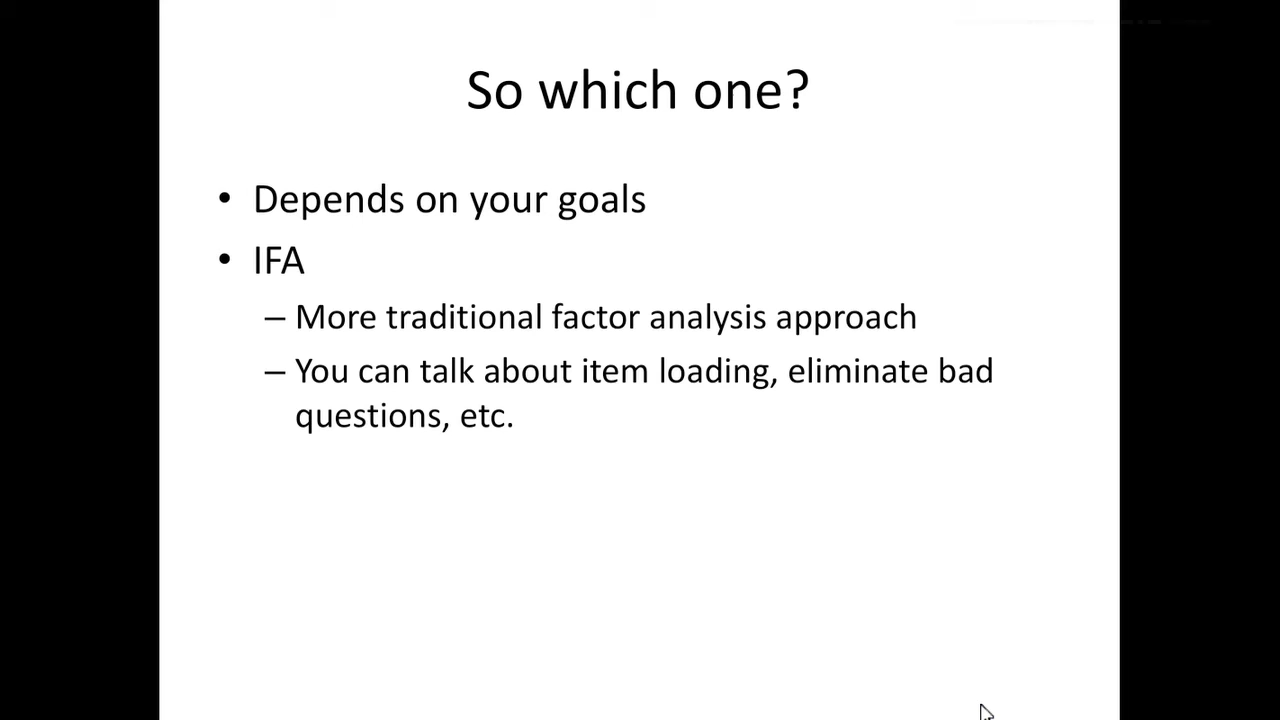 So which one?
• Depends on your goals
• IFA
– More traditional factor analysis approach
– You can talk about item loading, eliminate bad
questions, etc.